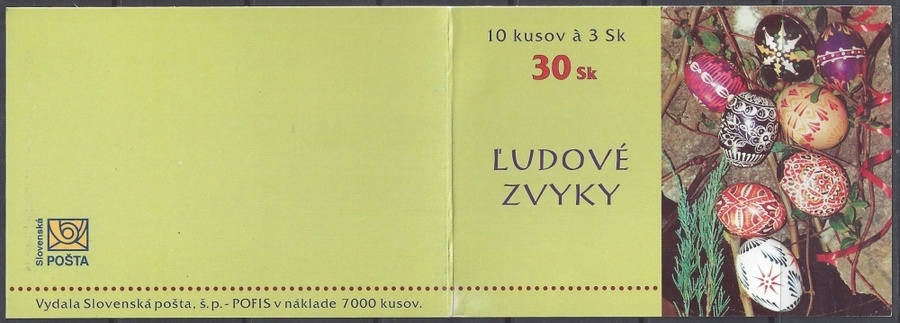 Slovenská
POŠTA
Vydala Slovenská pošta, š.p.- POFIS v náklade 7000 kusov.
10 kusov à 3 Sk
30 Sk
ĽUDOVÉ
ZVYKY